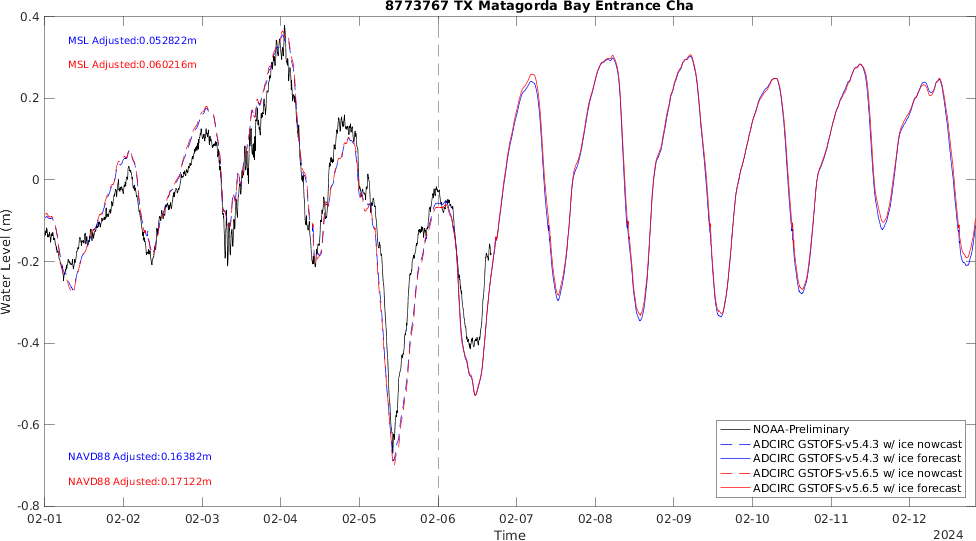 8773767 TX Matagorda Bay Entrance Cha
0.4
MSL Adjusted:0.052822m
MSL Adjusted:0.060216m
0.2
0
-0.2
-0.4
-0.6
-0.8
Water Level (m)
NAVD88 Adjusted:0.16382m
NAVD88 Adjusted:0.17122m
NOAA-Preliminary
ADCIRC GSTOFS-v5.4.3 w/ ice nowcast
ADCIRC GSTOFS-v5.4.3 w/ ice forecast
ADCIRC GSTOFS-v5.6.5 w/ ice nowcast
ADCIRC GSTOFS-v5.6.5 w/ ice forecast
02-01 02-02 02-03 02-04 02-05 02-06 02-07 02-08 02-09 02-10 02-11 02-12
Time
2024